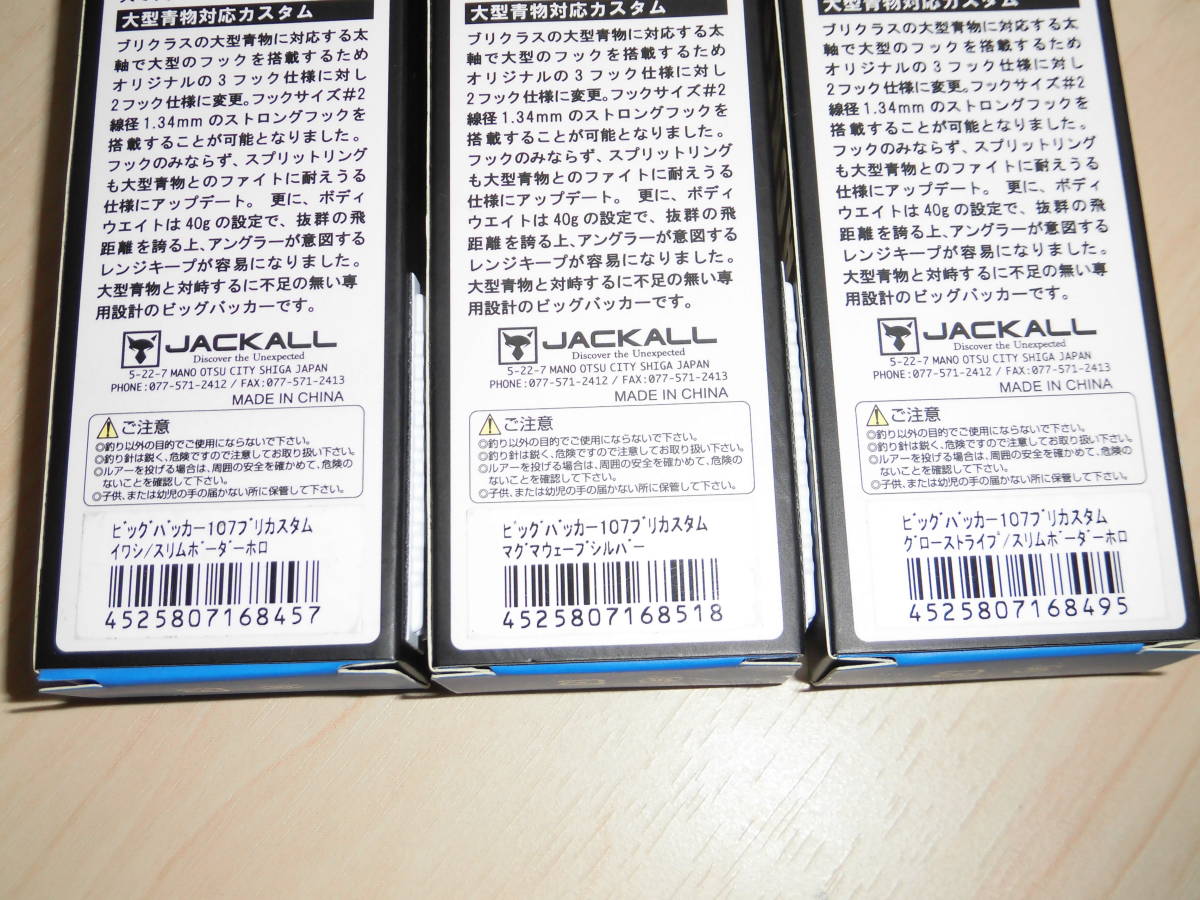 大型青物対応カスタム
ブリクラスの大型青物に対応する太
軸で大型のフックを搭載するため
オリジナルの3フック仕様に対し
2フック仕様に変更。フックサイズ#2
線径1.34mmのストロングフックを
搭載することが可能となりました。
フックのみならず、スプリットリング
も大型青物とのファイトに耐えうる
仕様にアップデート。 更に、ボディ
ウエイトは40gの設定で、抜群の飛
距離を誇る上、アングラーが意図する
レンジキープが容易になりました。
大型青物と対峙するに不足の無い専
用設計のビッグバッカーです。
JACKALL
Discover the Unexpected
5-22-7 MANO OTSU CITY SHIGA JAPAN
PHONE:077-571-2412 / FAX:077-571-2413
MADE IN CHINA
ご注意
◎釣り以外の目的でご使用にならないで下さい。
◎釣り針は鋭く、危険ですので注意してお取り扱い下さい。
◎ルアーを投げる場合は、周囲の安全を確かめて、危険の
ないことを確認して下さい。
◎子供、または幼児の手の届かない所に保管して下さい。
ビッグバッカー107ブリカスタム
イワシ/スリムボーダーホロ
4525807168457
大型青物対応カスタム
ブリクラスの大型青物に対応する太
軸で大型のフックを搭載するため
オリジナルの3フック仕様に対し
2フック仕様に変更。フックサイズ#2
線径1.34mmのストロングフックを
搭載することが可能となりました。
フックのみならず、スプリットリング
も大型青物とのファイトに耐えうる
仕様にアップデート。 更に、ボディ
ウエイトは40gの設定で、抜群の飛
距離を誇る上、アングラーが意図する
レンジキープが容易になりました。
大型青物と対峙するに不足の無い専
用設計のビッグバッカーです。
JACKALL
Discover the Unexpected
5-22-7 MANO OTSU CITY SHIGA JAPAN
PHONE:077-571-2412 / FAX:077-571-2413
MADE IN CHINA
ご注意
◎釣り以外の目的でご使用にならないで下さい。
◎釣り針は鋭く、危険ですので注意してお取り扱い下さい。
◎ルアーを投げる場合は、周囲の安全を確かめて、危険の
ないことを確認して下さい。
◎子供、または幼児の手の届かない所に保管して下さい。
ビッグバッカー107ブリカスタム
マグマウェーブシルバー
4525807168518
大型青物対応カスタム
ブリクラスの大型青物に対応する太
軸で大型のフックを搭載するため
オリジナルの3フック仕様に対し
2フック仕様に変更。フックサイズ#2
線径1.34mmのストロングフックを
搭載することが可能となりました。
フックのみならず、スプリットリング
も大型青物とのファイトに耐えうる
仕様にアップデート。 更に、ボディ
ウエイトは40gの設定で、抜群の飛
距離を誇る上、アングラーが意図する
レンジキープが容易になりました。
大型青物と対峙するに不足の無い専
用設計のビッグバッカーです。
JACKALL
Discover the Unexpected
5-22-7 MANO OTSU CITY SHIGA JAPAN
PHONE:077-571-2412 / FAX:077-571-2413
MADE IN CHINA
ご注意
◎釣り以外の目的でご使用にならないで下さい。
◎釣り針は鋭く、危険ですので注意してお取り扱い下さい。
◎ルアーを投げる場合は、周囲の安全を確かめて、危険の
ないことを確認して下さい。
◎子供、または幼児の手の届かない所に保管して下さい。
ビッグバッカー107ブリカスタム
グローストライプ/スリムボーダーホロ
4525807168495